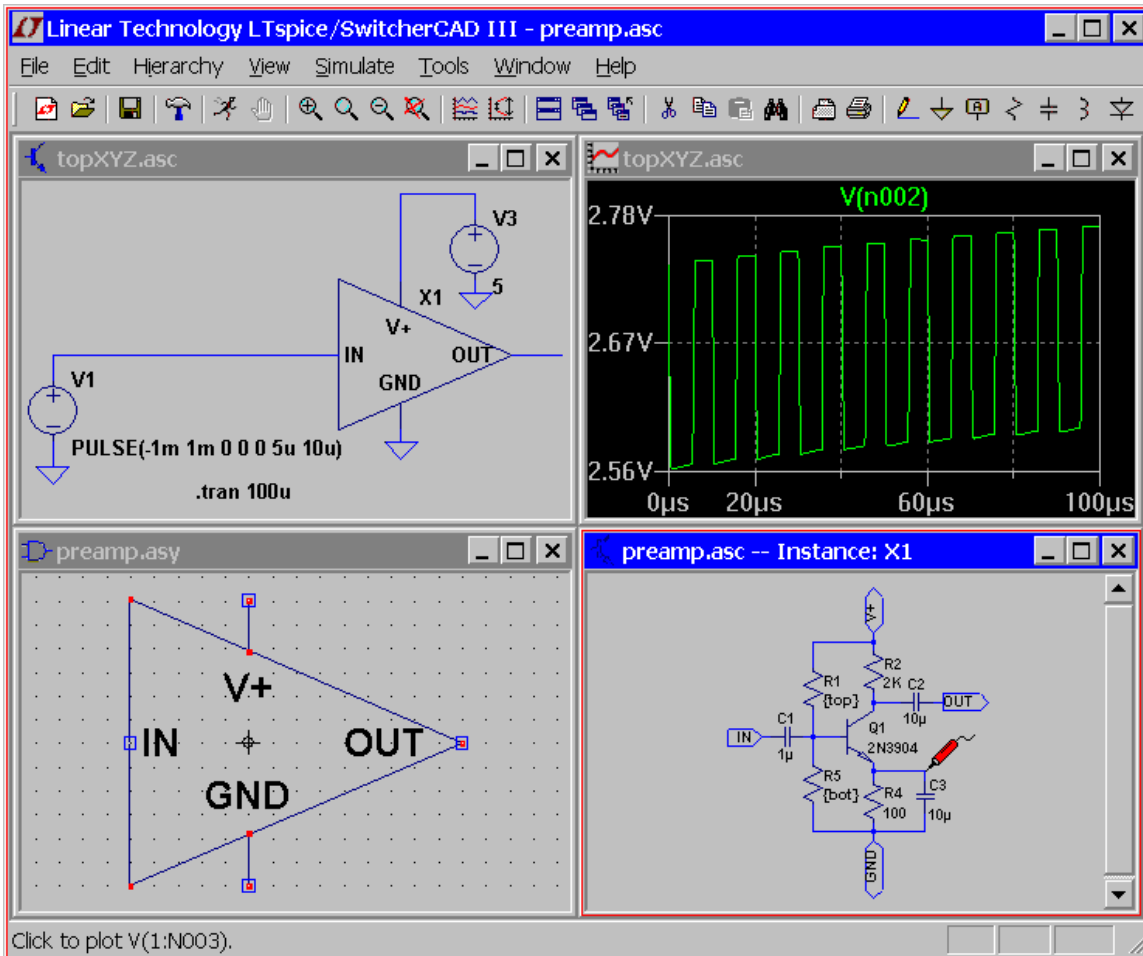 Linear Technology LTspice/SwitcherCAD III - preamp.asc
File Edit Hierarchy View Simulate Tools Window Help
A
topXYZ.asc
V3
5
X1
V+
IN
OUT
GND
V1
PULSE(-1m 1m 0 0 0 5u 10u)
.tran 100u
topXYZ.asc
V(n002)
2.78V
2.67V
2.56V
0µs 20µs 60µs 100µs
preamp.asy
V+
IN
OUT
GND
preamp.asc -- Instance: X1
V+
R1
{top}
R2
2K
C2
10µ
OUT
C1
1µ
IN
Q1
2N3904
R5
{bot}
R4
100
C3
10µ
GND
Click to plot V(1:N003).